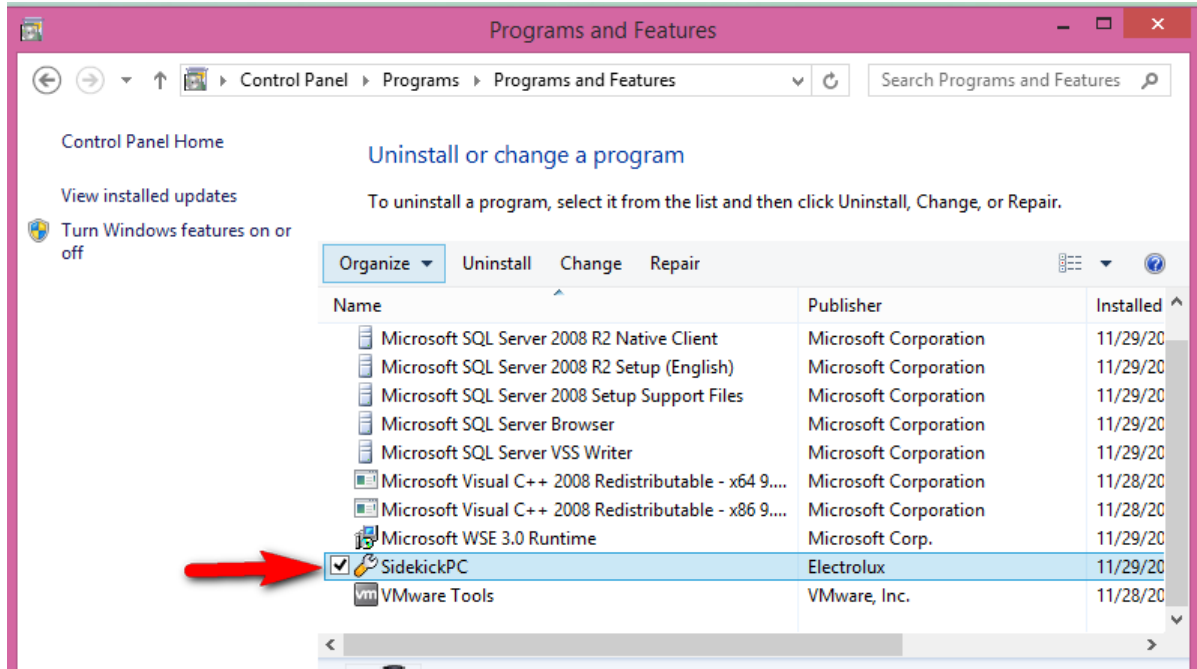 Programs and Features
Control Panel Programs Programs and Features
Search Programs and Features
Control Panel Home
View installed updates
Turn Windows features on or
off
Uninstall or change a program
To uninstall a program, select it from the list and then click Uninstall, Change, or Repair.
Organize Uninstall Change Repair
Name Publisher Installed
Microsoft SQL Server 2008 R2 Native Client Microsoft Corporation 11/29/20
Microsoft SQL Server 2008 R2 Setup (English) Microsoft Corporation 11/29/20
Microsoft SQL Server 2008 Setup Support Files Microsoft Corporation 11/29/20
Microsoft SQL Server Browser Microsoft Corporation 11/29/20
Microsoft SQL Server VSS Writer Microsoft Corporation 11/29/20
Microsoft Visual C++ 2008 Redistributable - x64 9.... Microsoft Corporation 11/28/20
Microsoft Visual C++ 2008 Redistributable - x86 9.... Microsoft Corporation 11/28/20
Microsoft WSE 3.0 Runtime Microsoft Corp. 11/29/20
SidekickPC Electrolux 11/29/20
vm VMware Tools VMware, Inc. 11/28/20